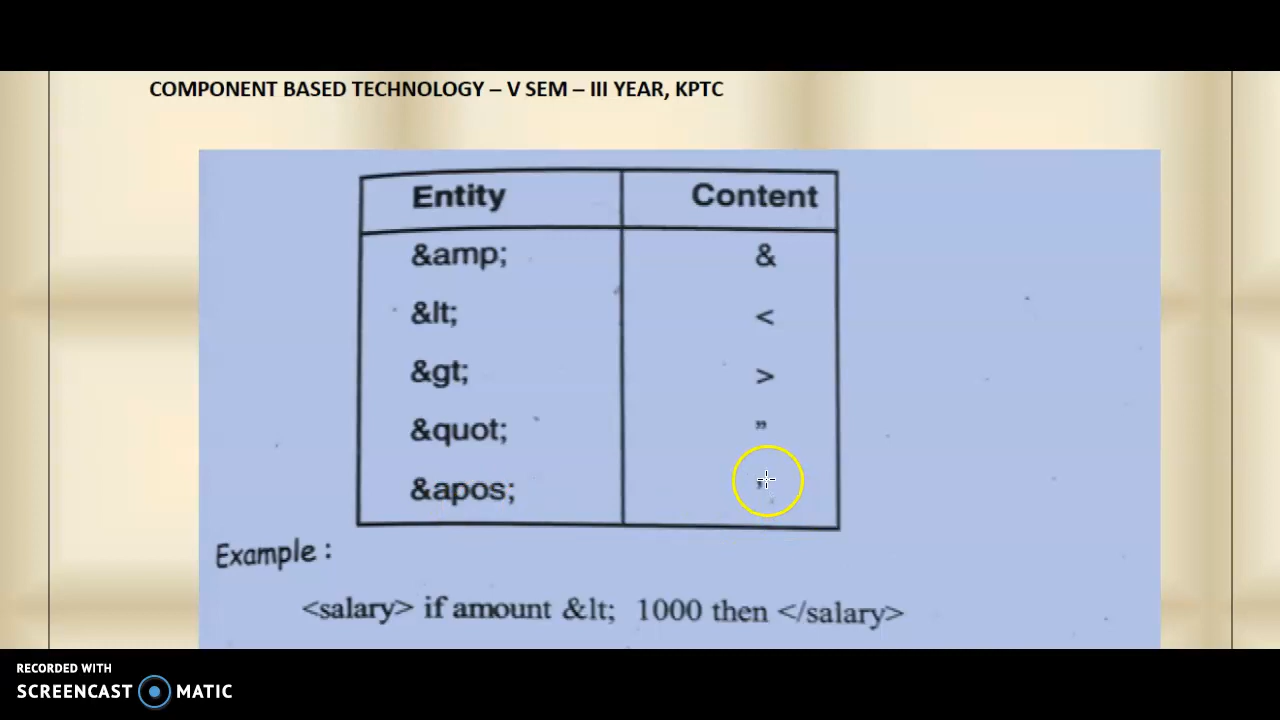 COMPONENT BASED TECHNOLOGY – V SEM – III YEAR, KPTC
Entity Content
&amp; &
&lt; <
&gt; >
&quot; ”
&apos; ’
Example :
<salary> if amount &lt; 1000 then </salary>
RECORDED WITH
SCREENCAST MATIC